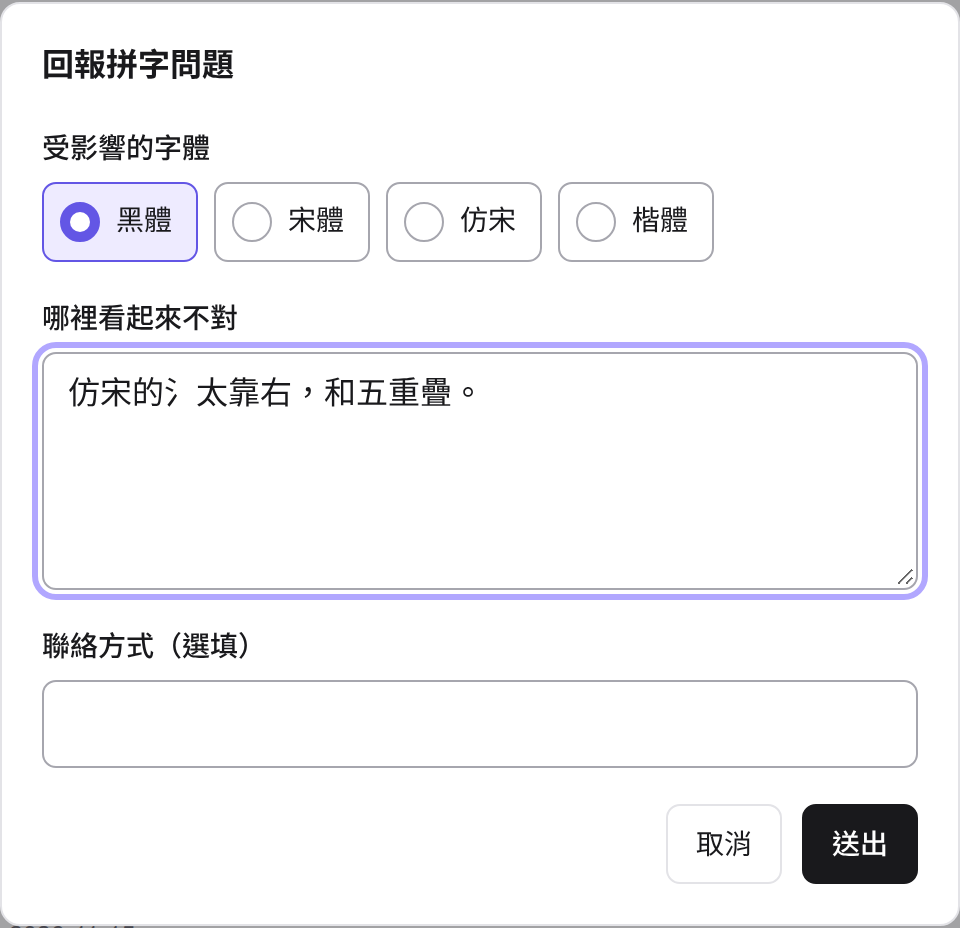 回報拼字問題
受影響的字體
黑體 宋體 仿宋 楷體
哪裡看起來不對
仿宋的氵太靠右，和五重疊。
聯絡方式（選填）
取消 送出